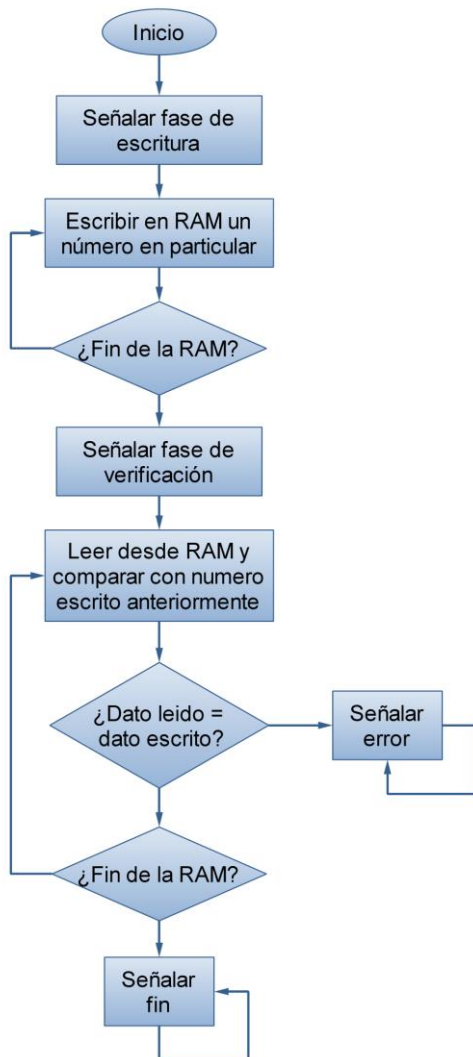 Inicio
Señalar fase de
escritura
Escribir en RAM un
número en particular
¿Fin de la RAM?
Señalar fase de
verificación
Leer desde RAM y
comparar con numero
escrito anteriormente
¿Dato leido =
dato escrito?
Señalar
error
¿Fin de la RAM?
Señalar
fin